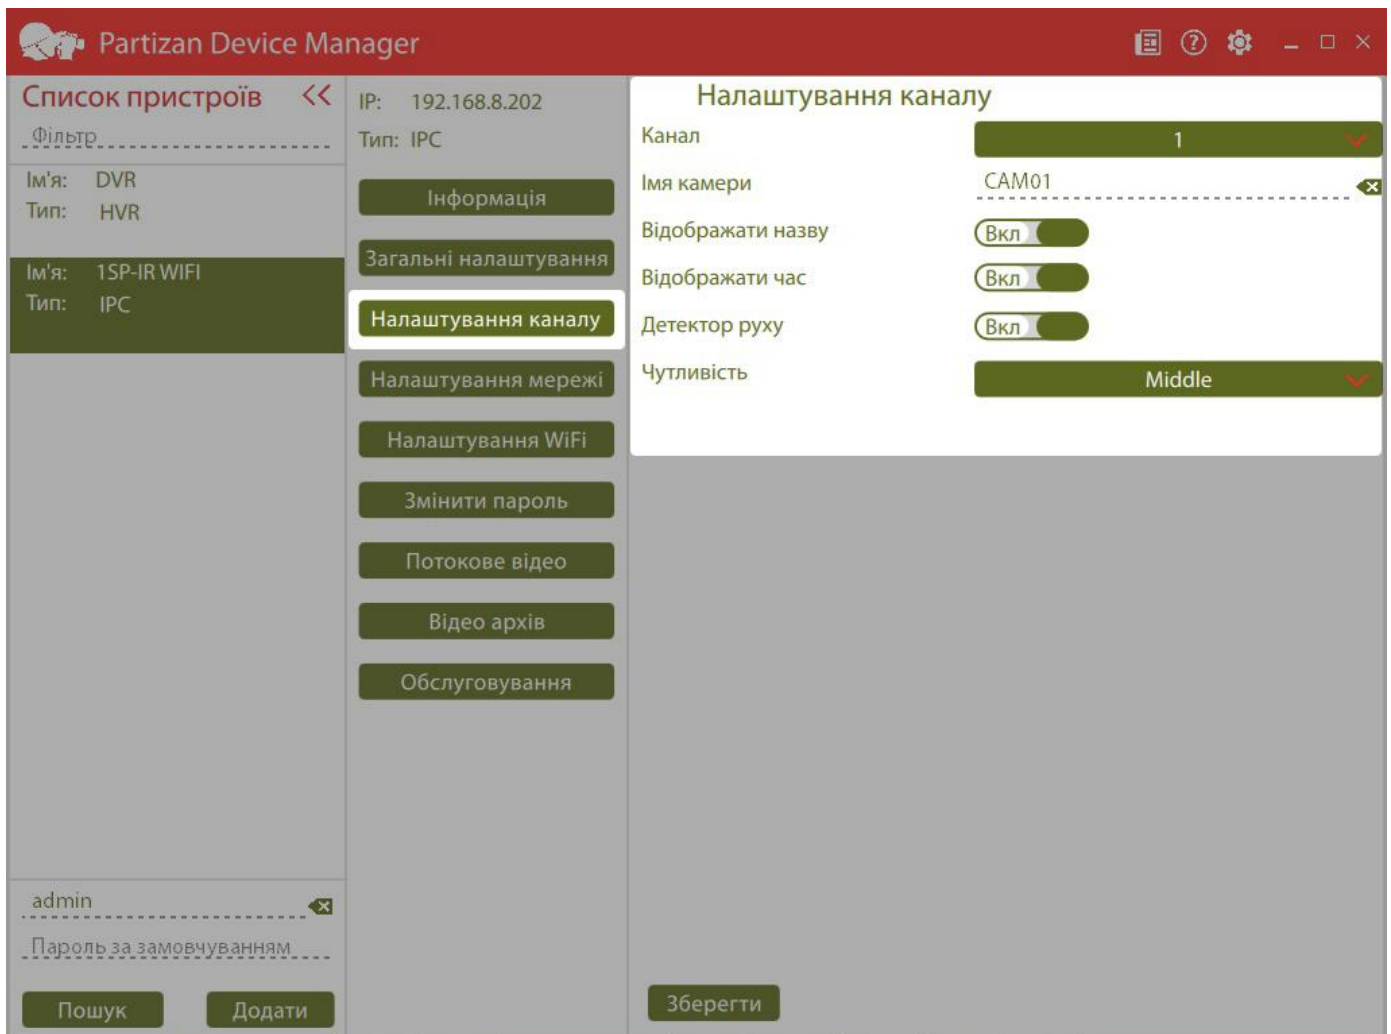 Partizan Device Manager
Список пристроїв <<
Фільтр
Ім'я: DVR
Тип: HVR
Ім'я: 1SP-IR WIFI
Тип: IPC
admin
Пароль за замовчуванням
Пошук Додати
IP: 192.168.8.202
Тип: IPC
Інформація
Загальні налаштування
Налаштування каналу
Налаштування мережі
Налаштування WiFi
Змінити пароль
Потокове відео
Відео архів
Обслуговування
Налаштування каналу
Канал 1
Імя камери CAM01
Відображати назву Вкл
Відображати час Вкл
Детектор руху Вкл
Чутливість Middle
Зберегти